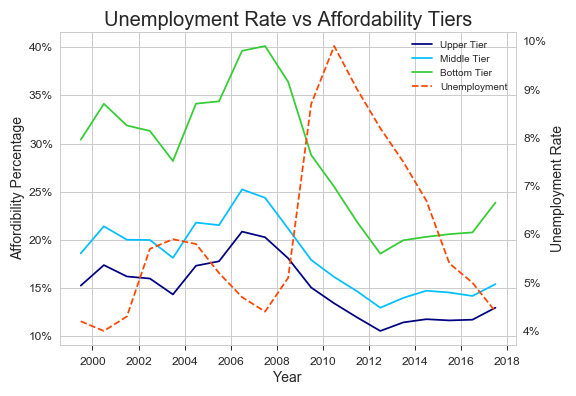 Unemployment Rate vs Affordability Tiers
40%
35%
30%
25%
20%
15%
10%
Affordibility Percentage
10%
9%
8%
7%
6%
5%
4%
Unemployment Rate
Upper Tier
Middle Tier
Bottom Tier
Unemployment
2000 2002 2004 2006 2008 2010 2012 2014 2016 2018
Year